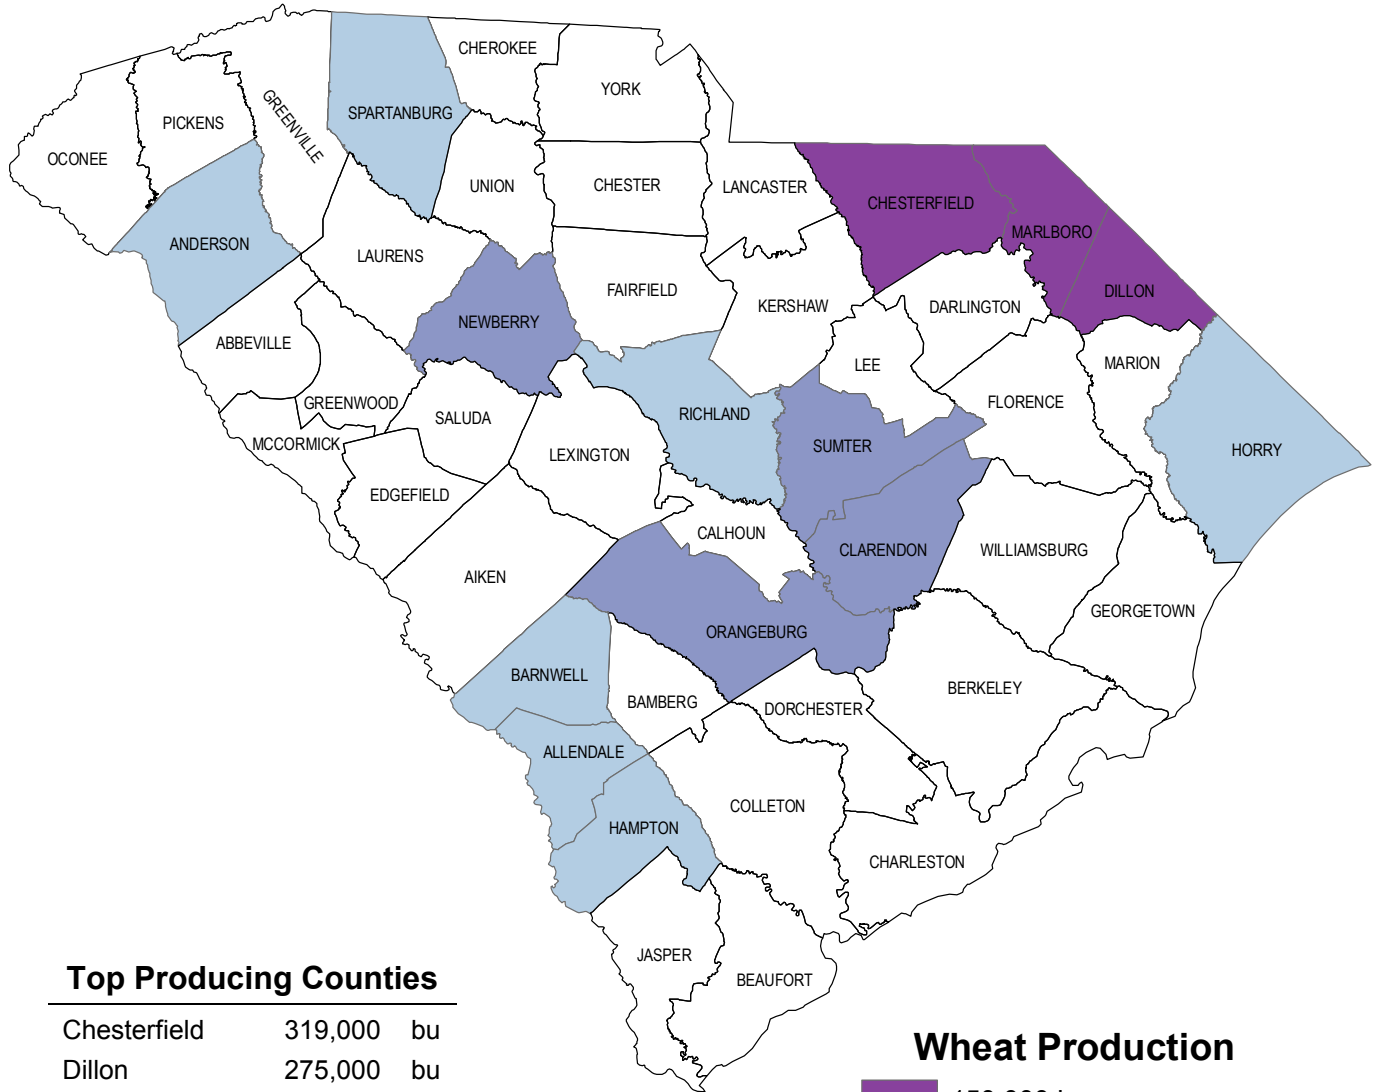 CHEROKEE
YORK
GREENVILLE
SPARTANBURG
PICKENS
OCONEE
UNION
CHESTER
LANCASTER
CHESTERFIELD
MARLBORO
ANDERSON
LAURENS
FAIRFIELD
KERSHAW
DARLINGTON
DILLON
NEWBERRY
ABBEVILLE
LEE
MARION
GREENWOOD
SALUDA
RICHLAND
FLORENCE
MCCORMICK
LEXINGTON
SUMTER
HORRY
EDGEFIELD
CALHOUN
CLARENDON
WILLIAMSBURG
AIKEN
GEORGETOWN
ORANGEBURG
BARNWELL
BAMBERG
DORCHESTER
BERKELEY
ALLENDALE
COLLETON
HAMPTON
CHARLESTON
JASPER
BEAUFORT
Top Producing Counties
Chesterfield 319,000 bu
Dillon 275,000 bu
Wheat Production